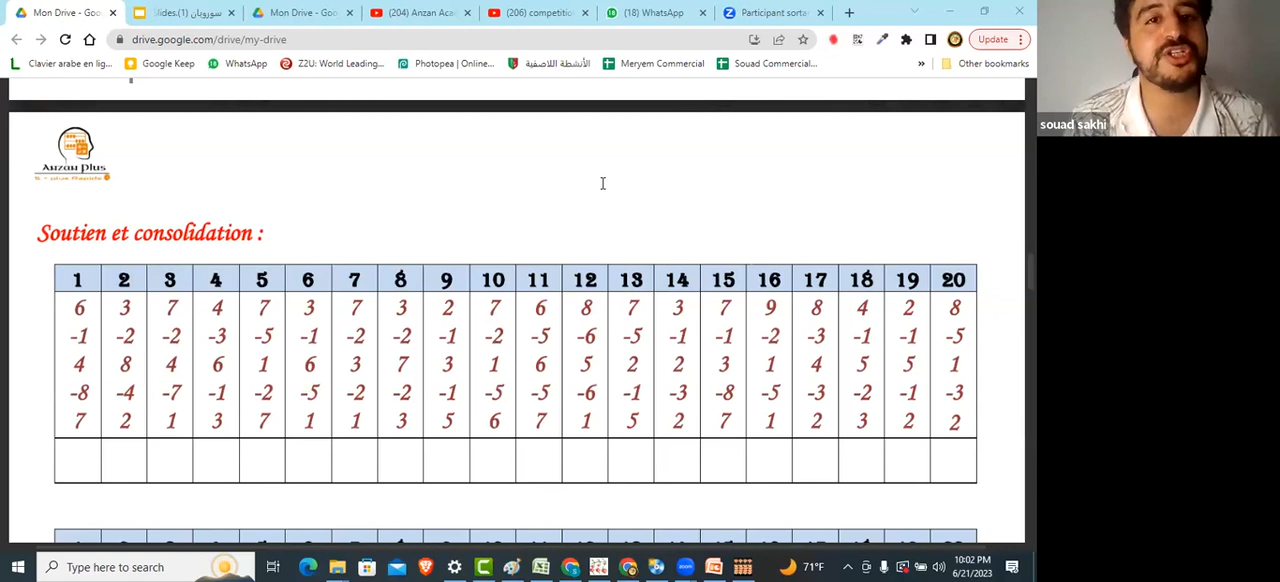 Mon Drive - Goo
سوروبان (1).Slides
Mon Drive - Goo
(204) Anzan Aca
(206) competitio
(18) WhatsApp
Participant sorta
drive.google.com/drive/my-drive
Update
Clavier arabe en lig...
Google Keep
WhatsApp
Z2U: World Leading...
Photopea | Online...
الأنشطة اللاصفية
Meryem Commercial
Souad Commercial...
»
Other bookmarks
souad sakhi
Anzan Plus
Soutien et consolidation :
1 2 3 4 5 6 7 8 9 10 11 12 13 14 15 16 17 18 19 20
6 3 7 4 7 3 7 3 2 7 6 8 7 3 7 9 8 4 2 8
-1 -2 -2 -3 -5 -1 -2 -2 -1 -2 -5 -6 -5 -1 -1 -2 -3 -1 -1 -5
4 8 4 6 1 6 3 7 3 1 6 5 2 2 3 1 4 5 5 1
-8 -4 -7 -1 -2 -5 -2 -2 -1 -5 -5 -6 -1 -3 -8 -5 -3 -2 -1 -3
7 2 1 3 7 1 1 3 5 6 7 1 5 2 7 1 2 3 2 2
Type here to search
71°F
10:02 PM
6/21/2023